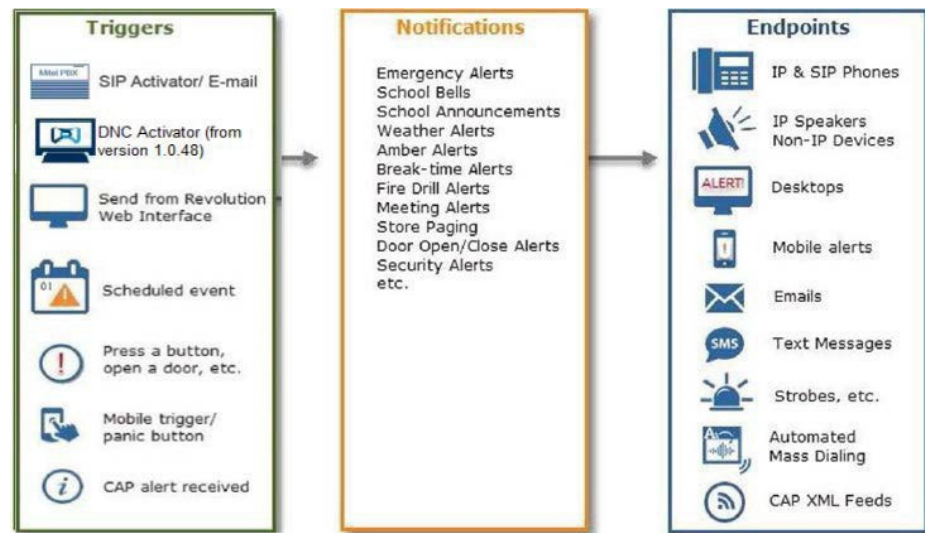 Triggers
Mitel PBX
SIP Activator/ E-mail
DNC Activator (from
version 1.0.48)
Send from Revolution
Web Interface
01
Scheduled event
!
Press a button,
open a door, etc.
Mobile trigger/
panic button
i
CAP alert received
Notifications
Emergency Alerts
School Bells
School Announcements
Weather Alerts
Amber Alerts
Break-time Alerts
Fire Drill Alerts
Meeting Alerts
Store Paging
Door Open/Close Alerts
Security Alerts
etc.
Endpoints
IP & SIP Phones
IP Speakers
Non-IP Devices
ALERT!
Desktops
!
Mobile alerts
Emails
SMS
Text Messages
Strobes, etc.
A
Automated
Mass Dialing
CAP XML Feeds